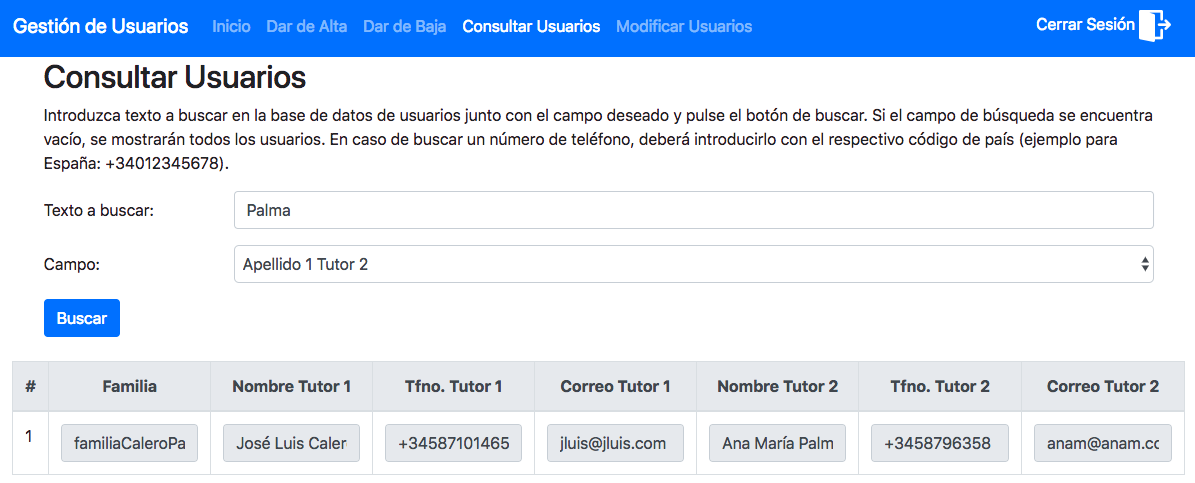 Gestión de Usuarios Inicio Dar de Alta Dar de Baja Consultar Usuarios Modificar Usuarios Cerrar Sesión
Consultar Usuarios
Introduzca texto a buscar en la base de datos de usuarios junto con el campo deseado y pulse el botón de buscar. Si el campo de búsqueda se encuentra
vacío, se mostrarán todos los usuarios. En caso de buscar un número de teléfono, deberá introducirlo con el respectivo código de país (ejemplo para
España: +34012345678).
Texto a buscar: Palma
Campo: Apellido 1 Tutor 2
Buscar
# Familia Nombre Tutor 1 Tfno. Tutor 1 Correo Tutor 1 Nombre Tutor 2 Tfno. Tutor 2 Correo Tutor 2
1 familiaCaleroPa José Luis Caler +34587101465 jluis@jluis.com Ana María Palm +3458796358 anam@anam.cc